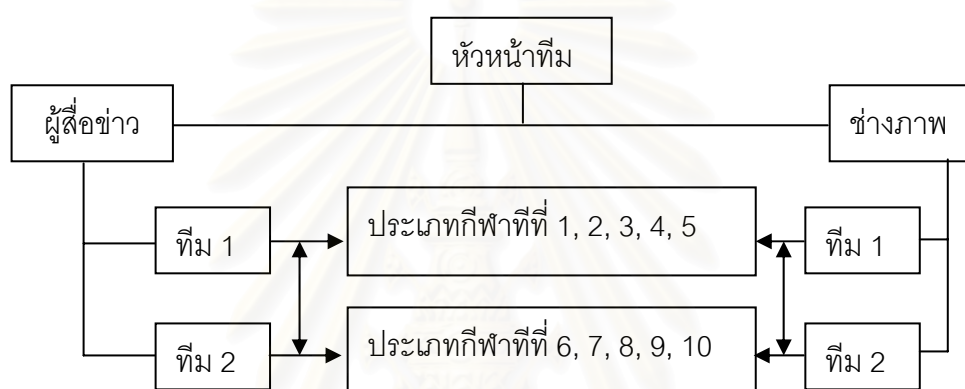 หัวหน้าทีม
ผู้สื่อข่าว
ช่างภาพ
ทีม 1
ประเภทกีฬาทีที่ 1, 2, 3, 4, 5
ทีม 1
ทีม 2
ประเภทกีฬาทีที่ 6, 7, 8, 9, 10
ทีม 2